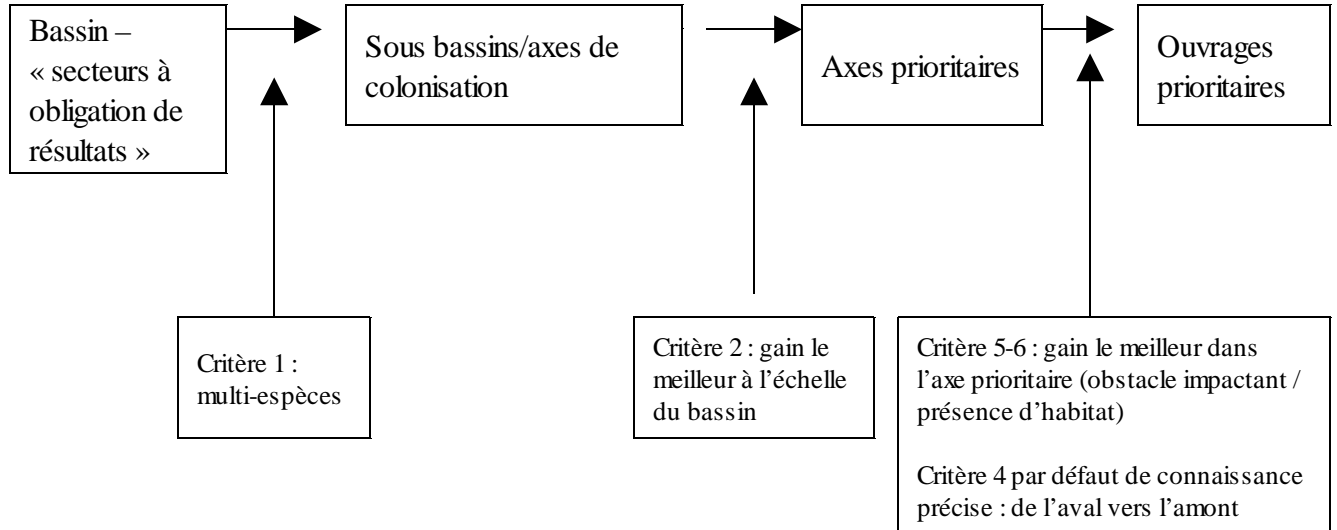 Bassin –
« secteurs à
obligation de
résultats »
Sous bassins/axes de
colonisation
Axes prioritaires
Ouvrages
prioritaires
Critère 1 :
multi-espèces
Critère 2 : gain le
meilleur à l’échelle
du bassin
Critère 5-6 : gain le meilleur dans
l’axe prioritaire (obstacle impactant /
présence d’habitat)
Critère 4 par défaut de connaissance
précise : de l’aval vers l’amont